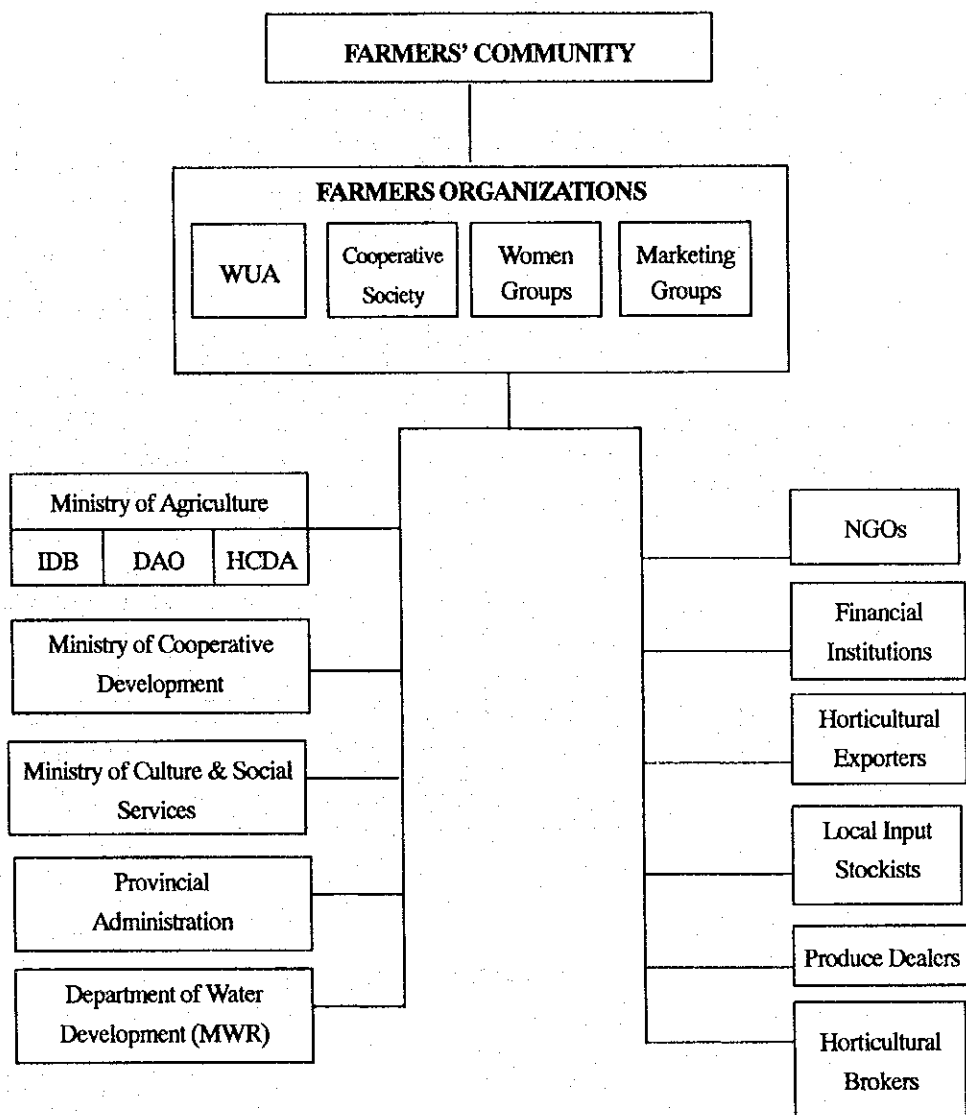 FARMERS' COMMUNITY
FARMERS ORGANIZATIONS
WUA
Cooperative
Society
Women
Groups
Marketing
Groups
Ministry of Agriculture
IDB
DAO
HCDA
Ministry of Cooperative
Development
Ministry of Culture & Social
Services
Provincial
Administration
Department of Water
Development (MWR)
NGOs
Financial
Institutions
Horticultural
Exporters
Local Input
Stockists
Produce Dealers
Horticultural
Brokers